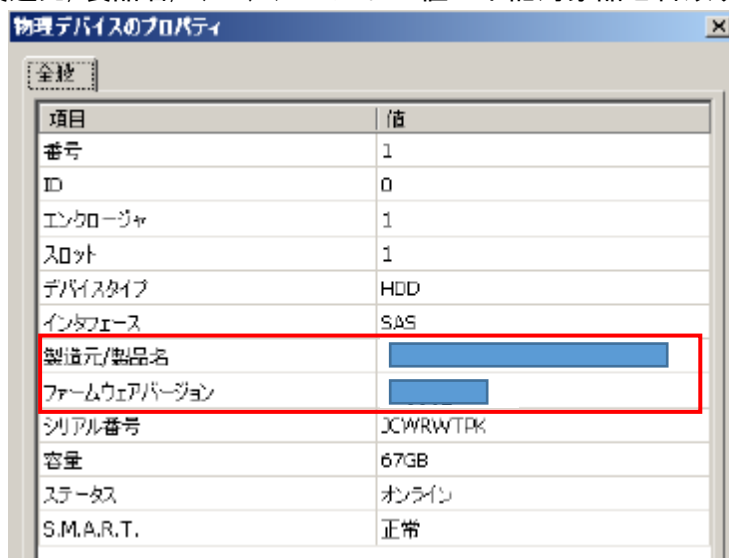 物理デバイスのプロパティ
全般
項目 値
番号 1
ID 0
エンクロージャ 1
スロット 1
デバイスタイプ HDD
インタフェース SAS
製造元/製品名
ファームウェアバージョン
シリアル番号 JCWRWTPK
容量 67GB
ステータス オンライン
S.M.A.R.T. 正常